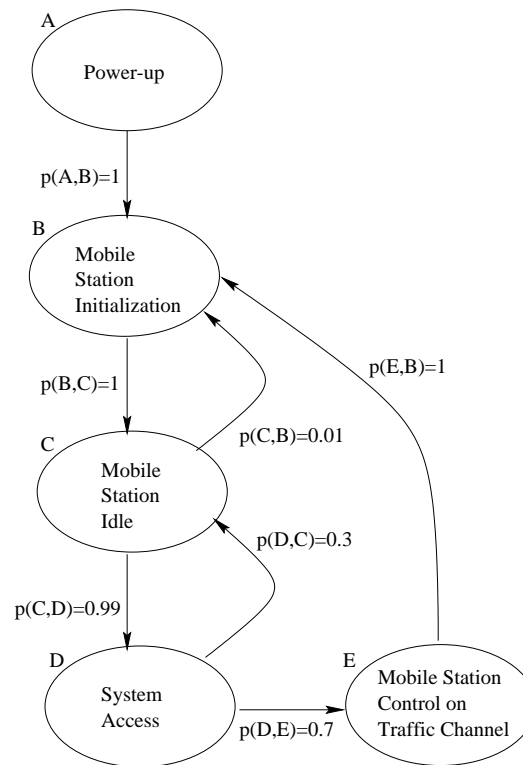 A
Power-up
p(A,B)=1
B
Mobile
Station
Initialization
p(E,B)=1
p(B,C)=1
p(C,B)=0.01
C
Mobile
Station
Idle
p(D,C)=0.3
p(C,D)=0.99
D
System
Access
p(D,E)=0.7
E
Mobile Station
Control on
Traffic Channel